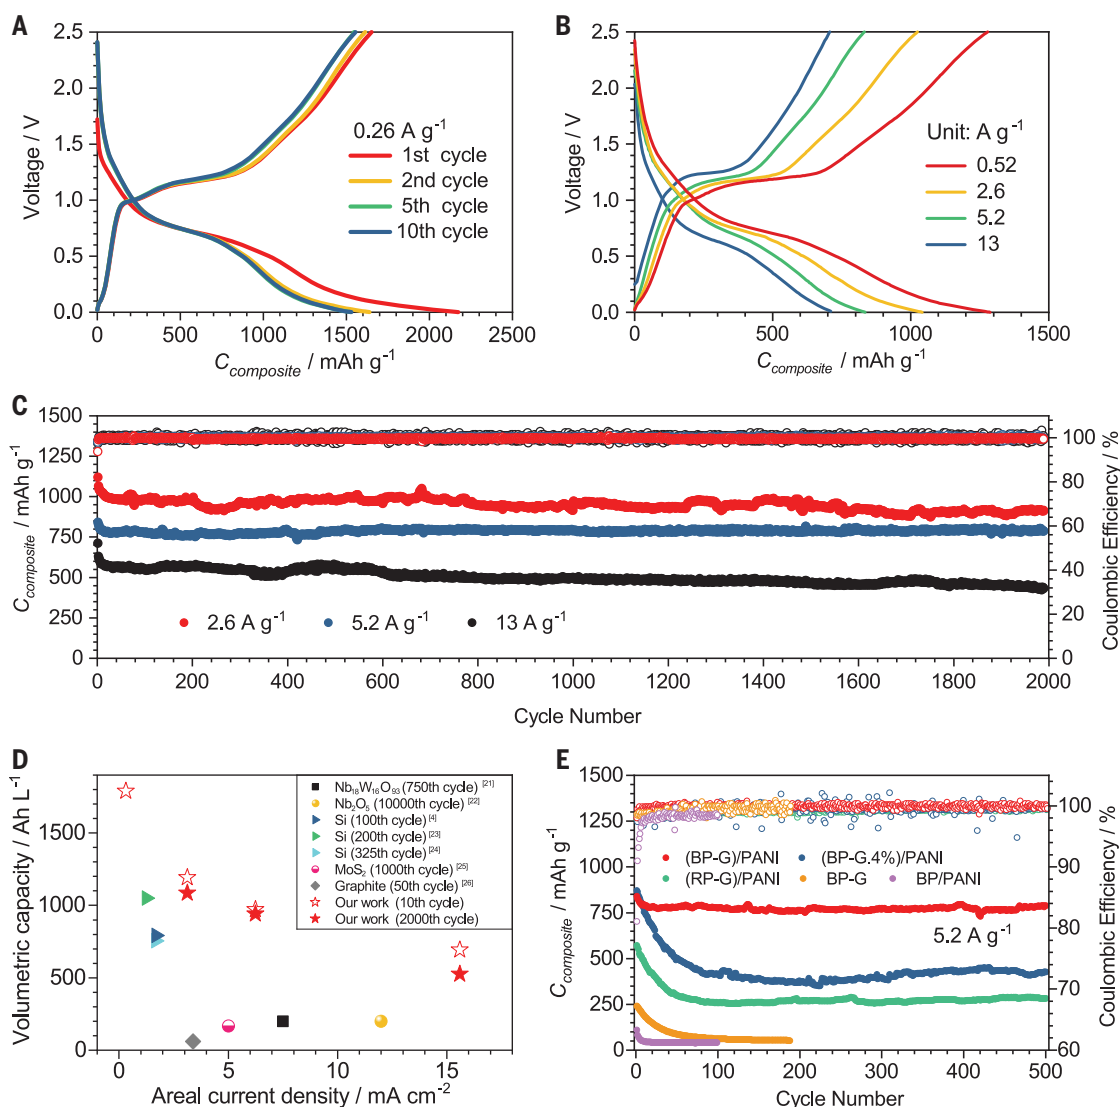 A
2.5
2.0
1.5
1.0
0.5
0.0
Voltage / V
0.26 A g⁻¹
1st cycle
2nd cycle
5th cycle
10th cycle
0 500 1000 1500 2000 2500
C_composite / mAh g⁻¹
B
2.5
2.0
1.5
1.0
0.5
0.0
Voltage / V
Unit: A g⁻¹
0.52
2.6
5.2
13
0 500 1000 1500
C_composite / mAh g⁻¹
C
1500
1250
1000
750
500
250
0
C_composite / mAh g⁻¹
2.6 A g⁻¹ 5.2 A g⁻¹ 13 A g⁻¹
100
80
60
40
20
0
Coulombic Efficiency / %
0 200 400 600 800 1000 1200 1400 1600 1800 2000
Cycle Number
D
1500
1000
500
0
Volumetric capacity / Ah L⁻¹
Nb₁₈W₁₆O₉₃ (750th cycle) [21]
Nb₂O₅ (10000th cycle) [22]
Si (100th cycle) [4]
Si (200th cycle) [23]
Si (325th cycle) [24]
MoS₂ (1000th cycle) [25]
Graphite (50th cycle) [26]
Our work (10th cycle)
Our work (2000th cycle)
0 5 10 15
Areal current density / mA cm⁻²
E
1500
1250
1000
750
500
250
0
C_composite / mAh g⁻¹
(BP-G)/PANI (BP-G.4%)/PANI
(RP-G)/PANI BP-G BP/PANI
5.2 A g⁻¹
100
90
80
70
60
Coulombic Efficiency / %
0 100 200 300 400 500
Cycle Number